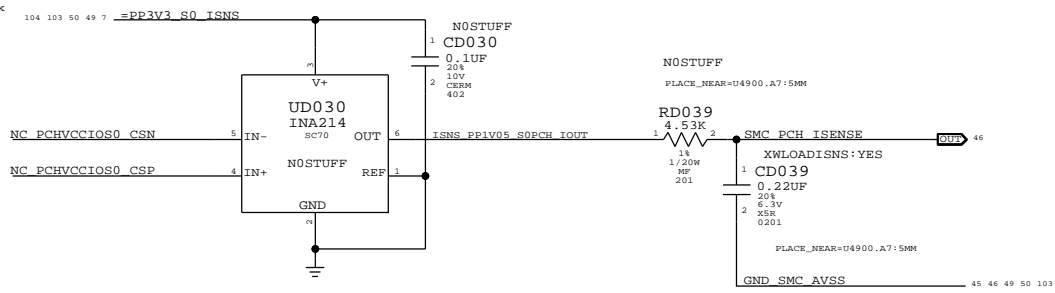 104 103 50 49 7 =PP3V3_S0_ISNS
NOSTUFF
1 CD030
0.1UF
20%
10V
2 CERM
402
3
V+
UD030
INA214
SC70
NOSTUFF
NC_PCHVCCIOS0_CSN 5 IN-
NC_PCHVCCIOS0_CSP 4 IN+
OUT 6 ISNS_PP1V05_S0PCH_IOUT
REF 1
GND
2
NOSTUFF
PLACE_NEAR=U4900.A7:5MM
RD039
1 4.53K 2
1%
1/20W
MF
201
SMC_PCH_ISENSE OUT 46
XWLOADISNS:YES
1 CD039
0.22UF
20%
6.3V
2 X5R
0201
PLACE_NEAR=U4900.A7:5MM
GND_SMC_AVSS 45 46 49 50 103